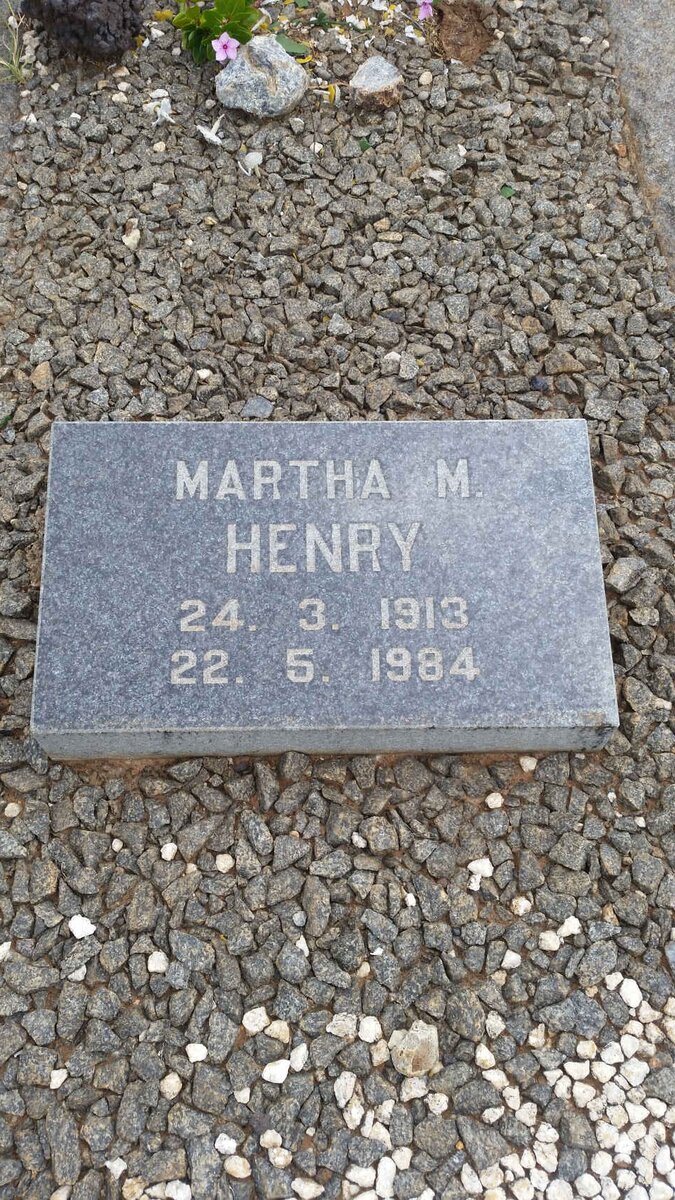 MARTHA M.
HENRY
24. 3. 1913
22. 5. 1984